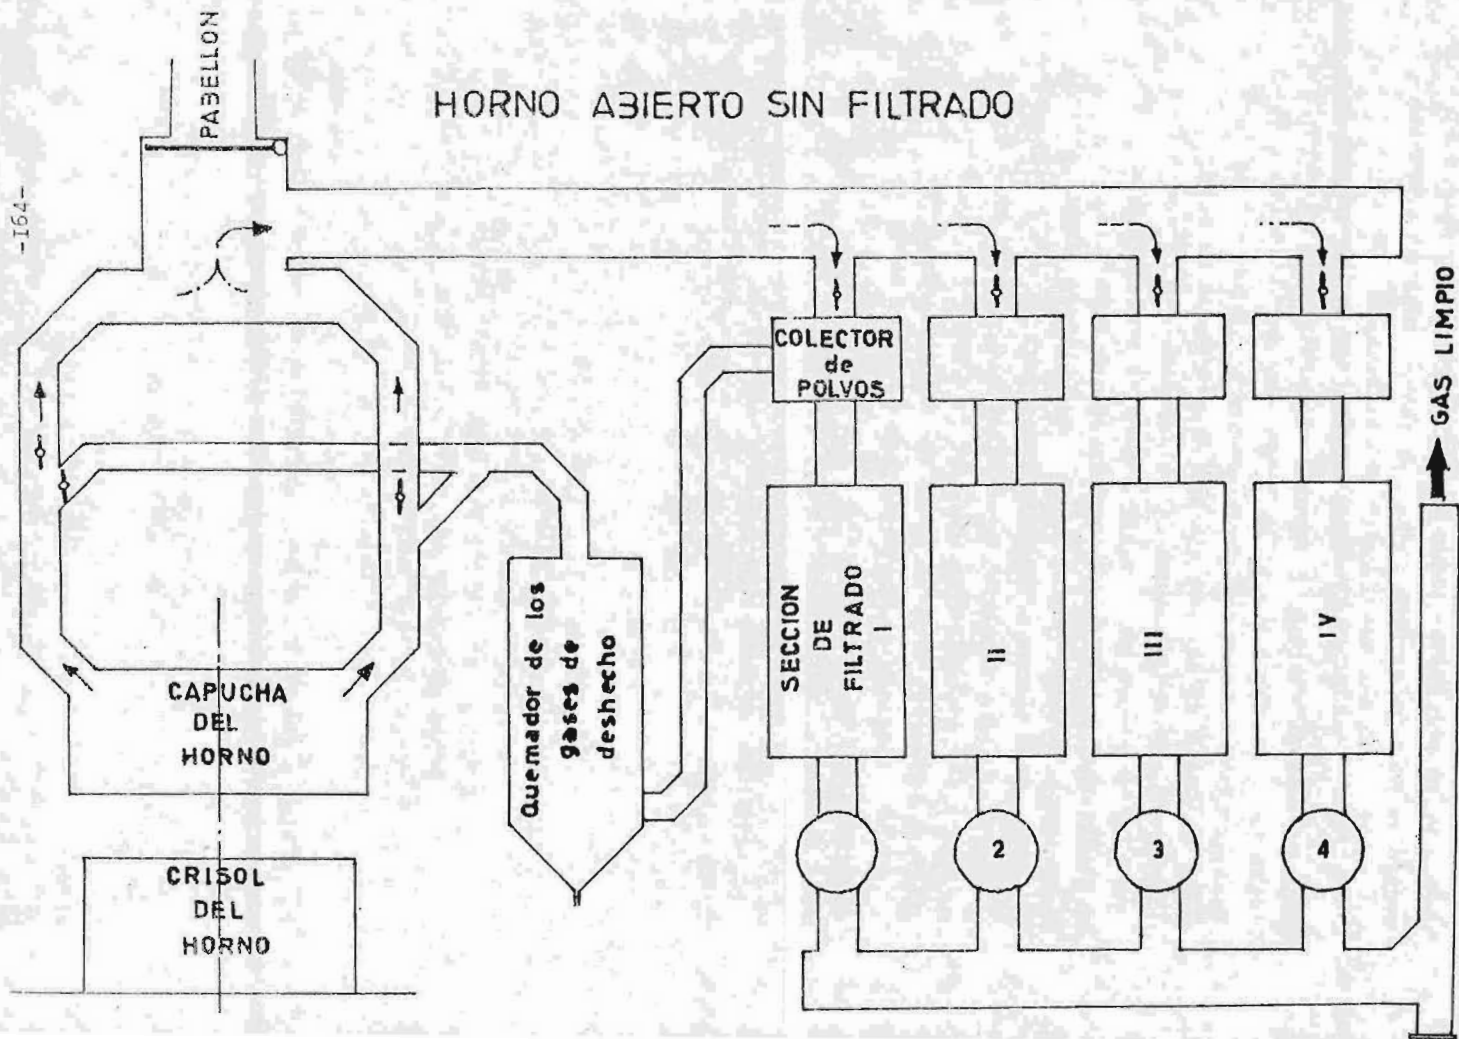 PABELLON
HORNO ABIERTO SIN FILTRADO
-164-
COLECTOR
de
POLVOS
GAS LIMPIO
SECCION
DE
FILTRADO
I
II
III
IV
Quemador de los
gases de
deshecho
CAPUCHA
DEL
HORNO
2
3
4
CRISOL
DEL
HORNO